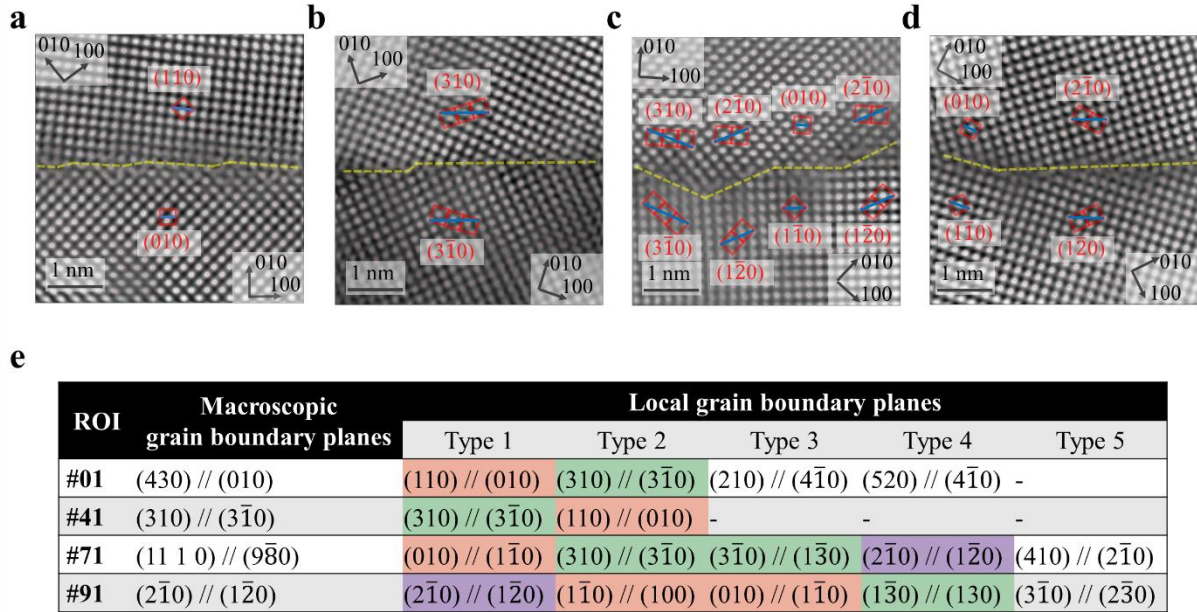 a
010
100
(110)
(010)
1 nm
010
100
b
010
100
(310)
(33̄10)
1 nm
010
100
c
010
100
(310) (21̄0) (010) (21̄0)
(31̄0) (12̄0) (11̄0) (12̄0)
1 nm
010
100
d
010
100
(010) (21̄0)
(11̄0) (12̄0)
1 nm
010
100
e
ROI Macroscopic grain boundary planes Local grain boundary planes
Type 1 Type 2 Type 3 Type 4 Type 5
#01 (430) // (010) (110) // (010) (310) // (31̄0) (210) // (41̄0) (520) // (41̄0) -
#41 (310) // (31̄0) (310) // (31̄0) (110) // (010) - - -
#71 (11 1 0) // (98̄0) (010) // (11̄0) (310) // (31̄0) (31̄0) // (13̄0) (21̄0) // (12̄0) (410) // (21̄0)
#91 (21̄0) // (12̄0) (21̄0) // (12̄0) (11̄0) // (100) (010) // (11̄0) (13̄0) // (130) (31̄0) // (23̄0)